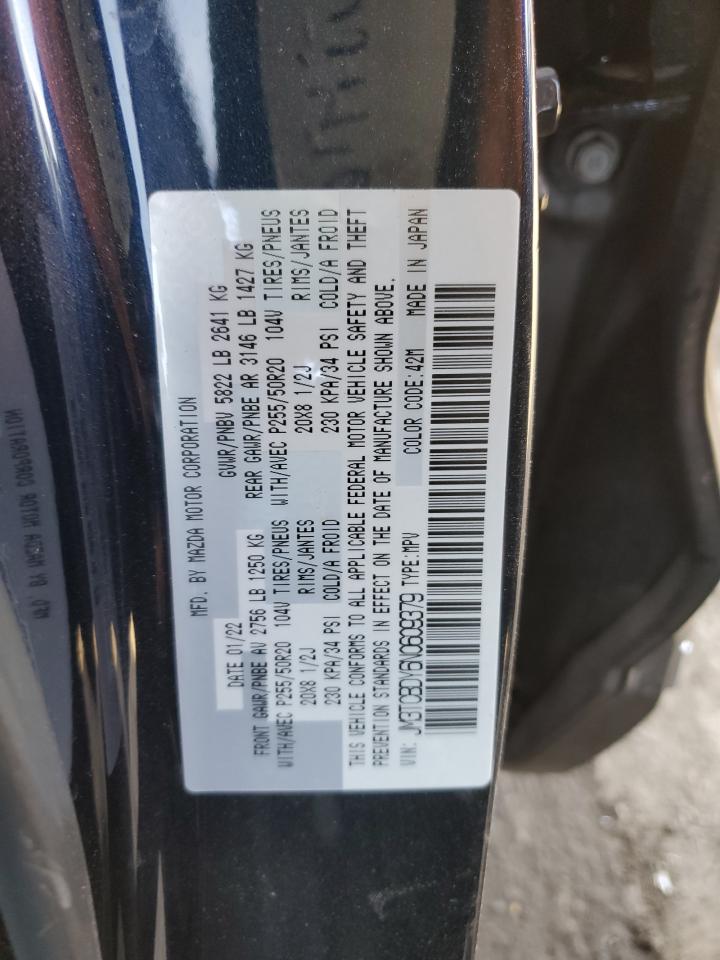 MFD. BY MAZDA MOTOR CORPORATION
DATE 01/22 GVWR/PNBV 5822 LB 2641 KG
FRONT GAWR/PNBE AV 2756 LB 1250 KG REAR GAWR/PNBE AR 3146 LB 1427 KG
WITH/AVEC P255/50R20 104V TIRES/PNEUS WITH/AVEC P255/50R20 104V TIRES/PNEUS
20X8 1/2J RIMS/JANTES 20X8 1/2J RIMS/JANTES
230 KPA/34 PSI COLD/A FROID 230 KPA/34 PSI COLD/A FROID
THIS VEHICLE CONFORMS TO ALL APPLICABLE FEDERAL MOTOR VEHICLE SAFETY AND THEFT
PREVENTION STANDARDS IN EFFECT ON THE DATE OF MANUFACTURE SHOWN ABOVE.
VIN: JM3TCBDY6N0609379 TYPE:MPV COLOR CODE:42M MADE IN JAPAN